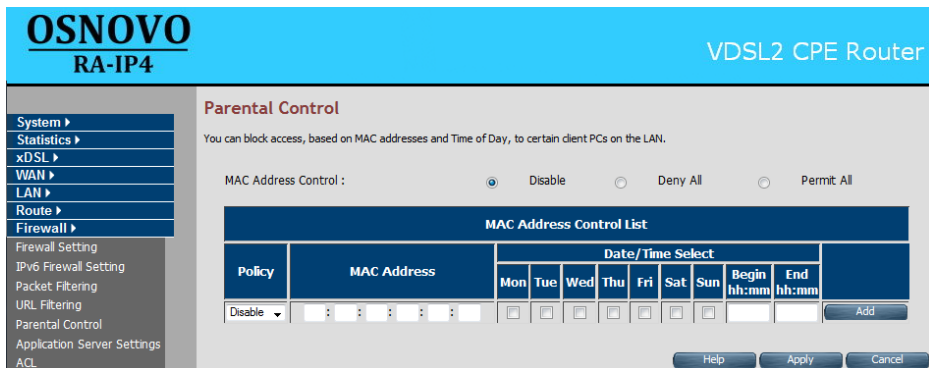 OSNOVO
RA-IP4
VDSL2 CPE Router
System
Statistics
xDSL
WAN
LAN
Route
Firewall
Firewall Setting
IPv6 Firewall Setting
Packet Filtering
URL Filtering
Parental Control
Application Server Settings
ACL
Parental Control
You can block access, based on MAC addresses and Time of Day, to certain client PCs on the LAN.
MAC Address Control : Disable Deny All Permit All
MAC Address Control List
Policy MAC Address Date/Time Select
Mon Tue Wed Thu Fri Sat Sun Begin hh:mm End hh:mm
Disable : : : : : Add
Help Apply Cancel